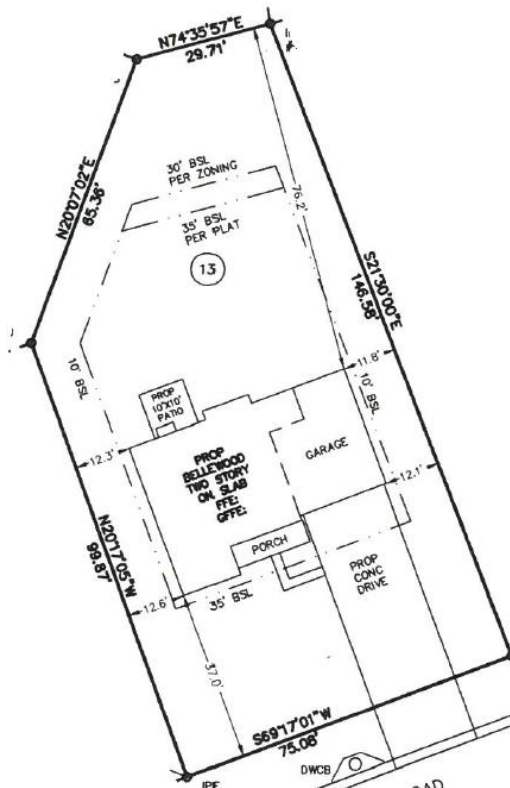 N74°35'57"E
29.71'
N20°07'02"E
65.36'
30' BSL
PER ZONING
35' BSL
PER PLAT
76.2'
13
S21°30'00"E
146.58'
10' BSL
11.8'
10' BSL
PROP
10'X10'
PATIO
12.3'
GARAGE
PROP
BELLEWOOD
TWO STORY
ON SLAB
FFE:
GFFE:
12.1'
N20°17'05"W
99.87'
PORCH
PROP
CONC
DRIVE
12.6'
35' BSL
37.0'
S69°17'01"W
75.08'
DWCB
IPF